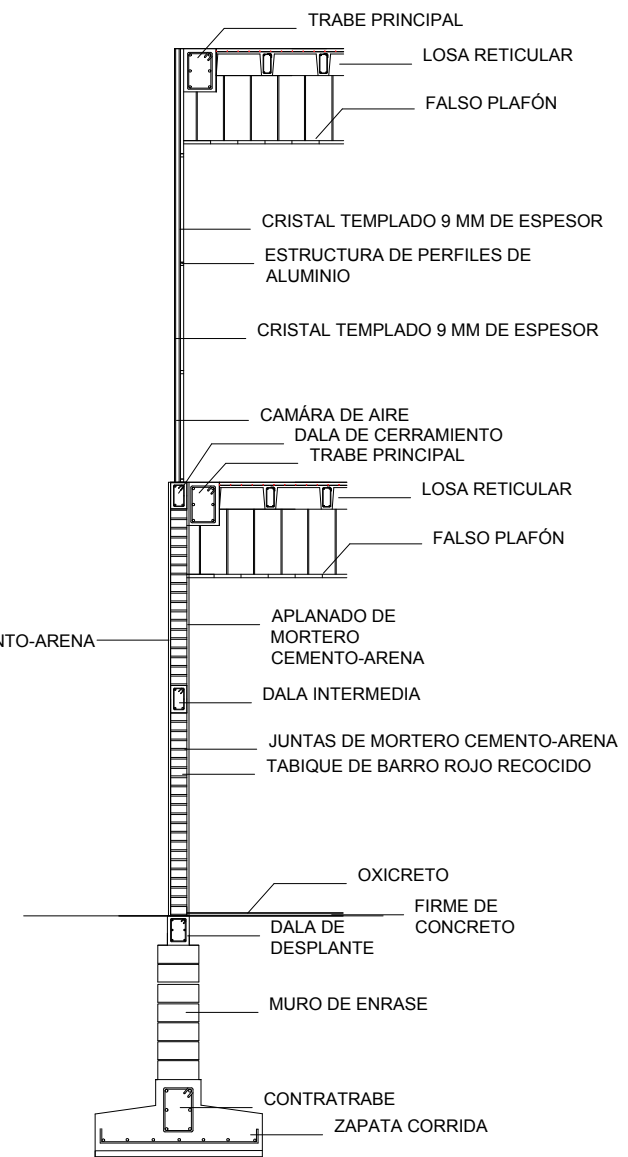 TRABE PRINCIPAL
LOSA RETICULAR
FALSO PLAFÓN
CRISTAL TEMPLADO 9 MM DE ESPESOR
ESTRUCTURA DE PERFILES DE
ALUMINIO
CRISTAL TEMPLADO 9 MM DE ESPESOR
CAMÁRA DE AIRE
DALA DE CERRAMIENTO
TRABE PRINCIPAL
LOSA RETICULAR
FALSO PLAFÓN
APLANADO DE
MORTERO
CEMENTO-ARENA
NTO-ARENA
DALA INTERMEDIA
JUNTAS DE MORTERO CEMENTO-ARENA
TABIQUE DE BARRO ROJO RECOCIDO
OXICRETO
FIRME DE
CONCRETO
DALA DE
DESPLANTE
MURO DE ENRASE
CONTRATRABE
ZAPATA CORRIDA